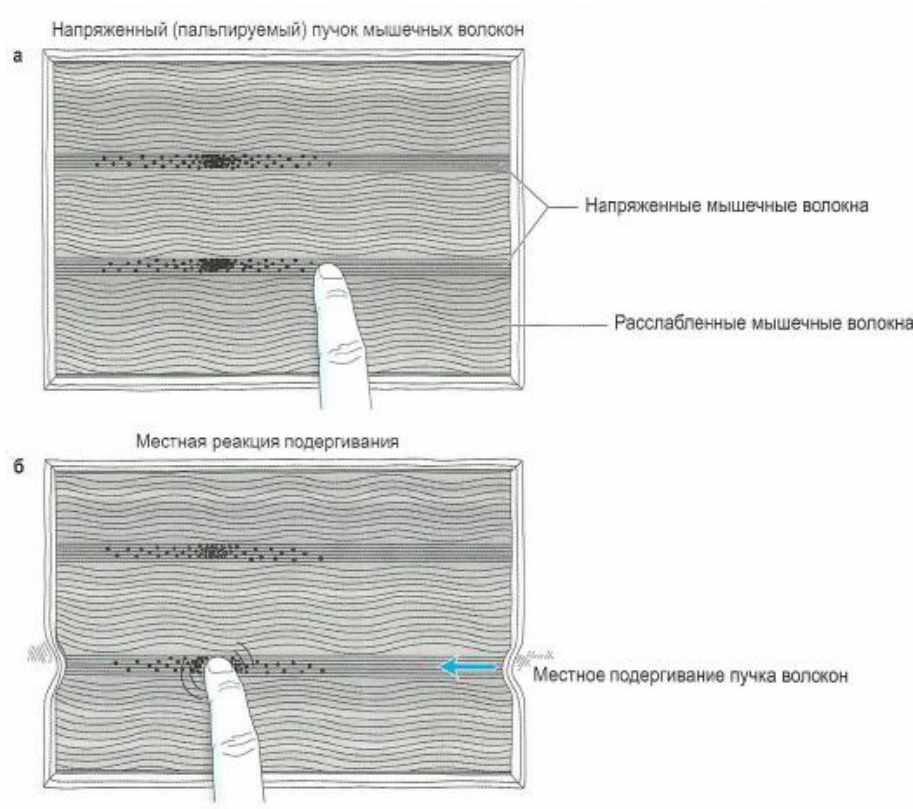 Напряженный (пальпируемый) пучок мышечных волокон
а
Напряженные мышечные волокна
Расслабленные мышечные волокна
Местная реакция подергивания
б
Местное подергивание пучка волокон